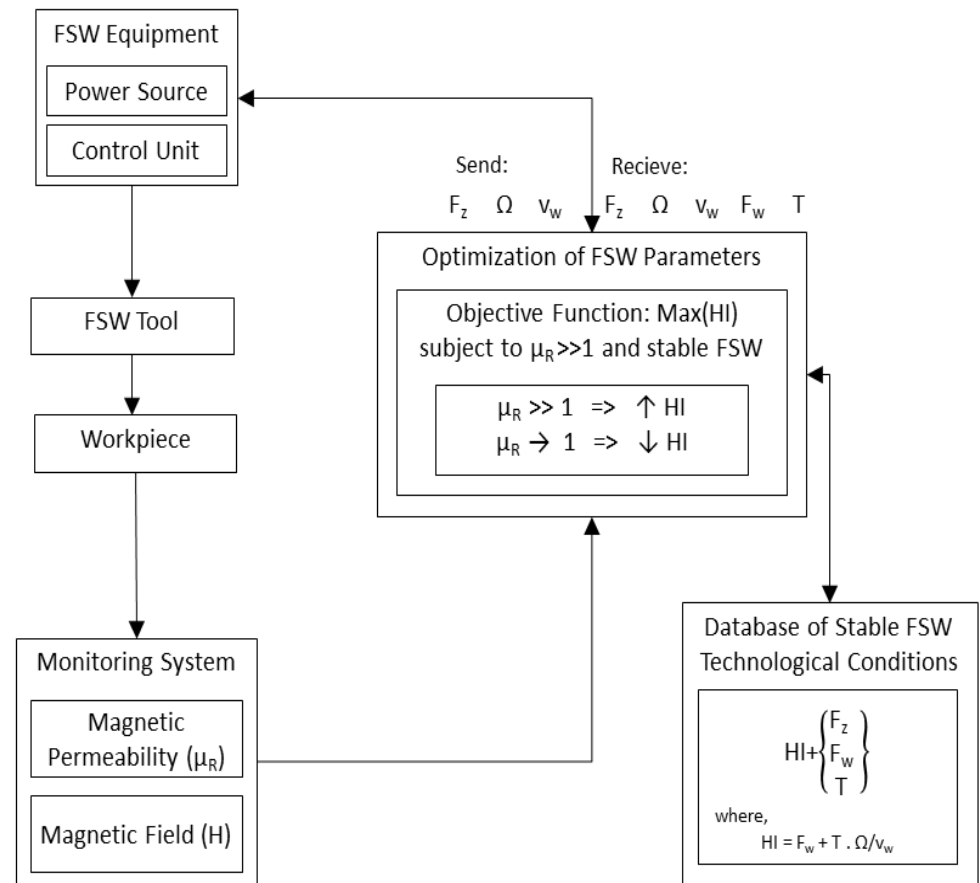 FSW Equipment
Power Source
Control Unit
Send:
F_z Ω v_w
Recieve:
F_z Ω v_w F_w T
Optimization of FSW Parameters
Objective Function: Max(HI)
subject to μ_R>>1 and stable FSW
μ_R >> 1 => ↑ HI
μ_R → 1 => ↓ HI
FSW Tool
Workpiece
Monitoring System
Magnetic
Permeability (μ_R)
Magnetic Field (H)
Database of Stable FSW
Technological Conditions
HI+{F_z
F_w
T}
where,
HI = F_w + T . Ω/v_w